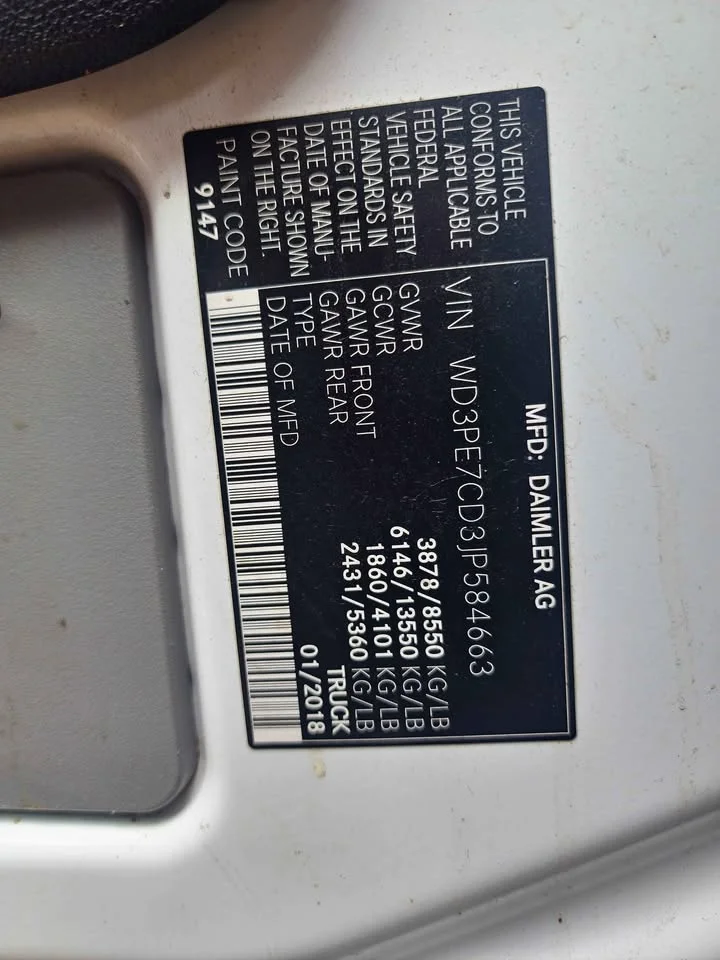 MFD: DAIMLER AG
THIS VEHICLE
CONFORMS TO
ALL APPLICABLE
FEDERAL
VEHICLE SAFETY
STANDARDS IN
EFFECT ON THE
DATE OF MANU-
FACTURE SHOWN
ON THE RIGHT.
PAINT CODE
9147
VIN WD3PE7CD3JP584663
GVWR 3878/8550 KG/LB
GCWR 6146/13550 KG/LB
GAWR FRONT 1860/4101 KG/LB
GAWR REAR 2431/5360 KG/LB
TYPE TRUCK
DATE OF MFD 01/2018